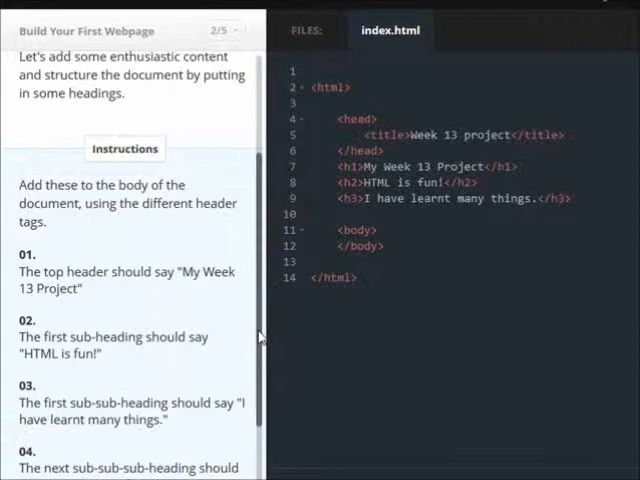 Build Your First Webpage
2/5
Let's add some enthusiastic content
and structure the document by putting
in some headings.
Instructions
Add these to the body of the
document, using the different header
tags.
01.
The top header should say "My Week
13 Project"
02.
The first sub-heading should say
"HTML is fun!"
03.
The first sub-sub-heading should say "I
have learnt many things."
04.
The next sub-sub-sub-heading should
FILES:
index.html
1
2 <html>
3
4 <head>
5 <title>Week 13 project</title>
6 </head>
7 <h1>My Week 13 Project</h1>
8 <h2>HTML is fun!</h2>
9 <h3>I have learnt many things.</h3>
10
11 <body>
12 </body>
13
14 </html>